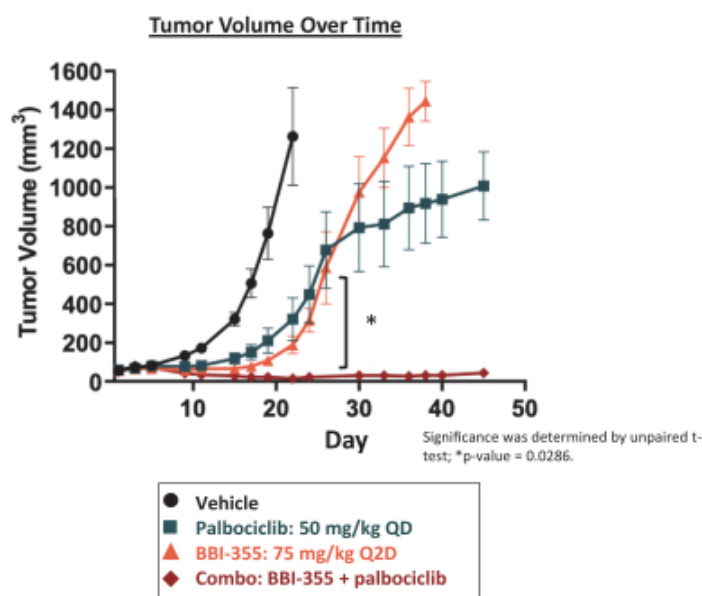 Tumor Volume Over Time
Tumor Volume (mm³)
1600
1400
1200
1000
800
600
400
200
0
*
10
20
30
40
50
Day
Significance was determined by unpaired t-
test; *p-value = 0.0286.
Vehicle
Palbociclib: 50 mg/kg QD
BBI-355: 75 mg/kg Q2D
Combo: BBI-355 + palbociclib